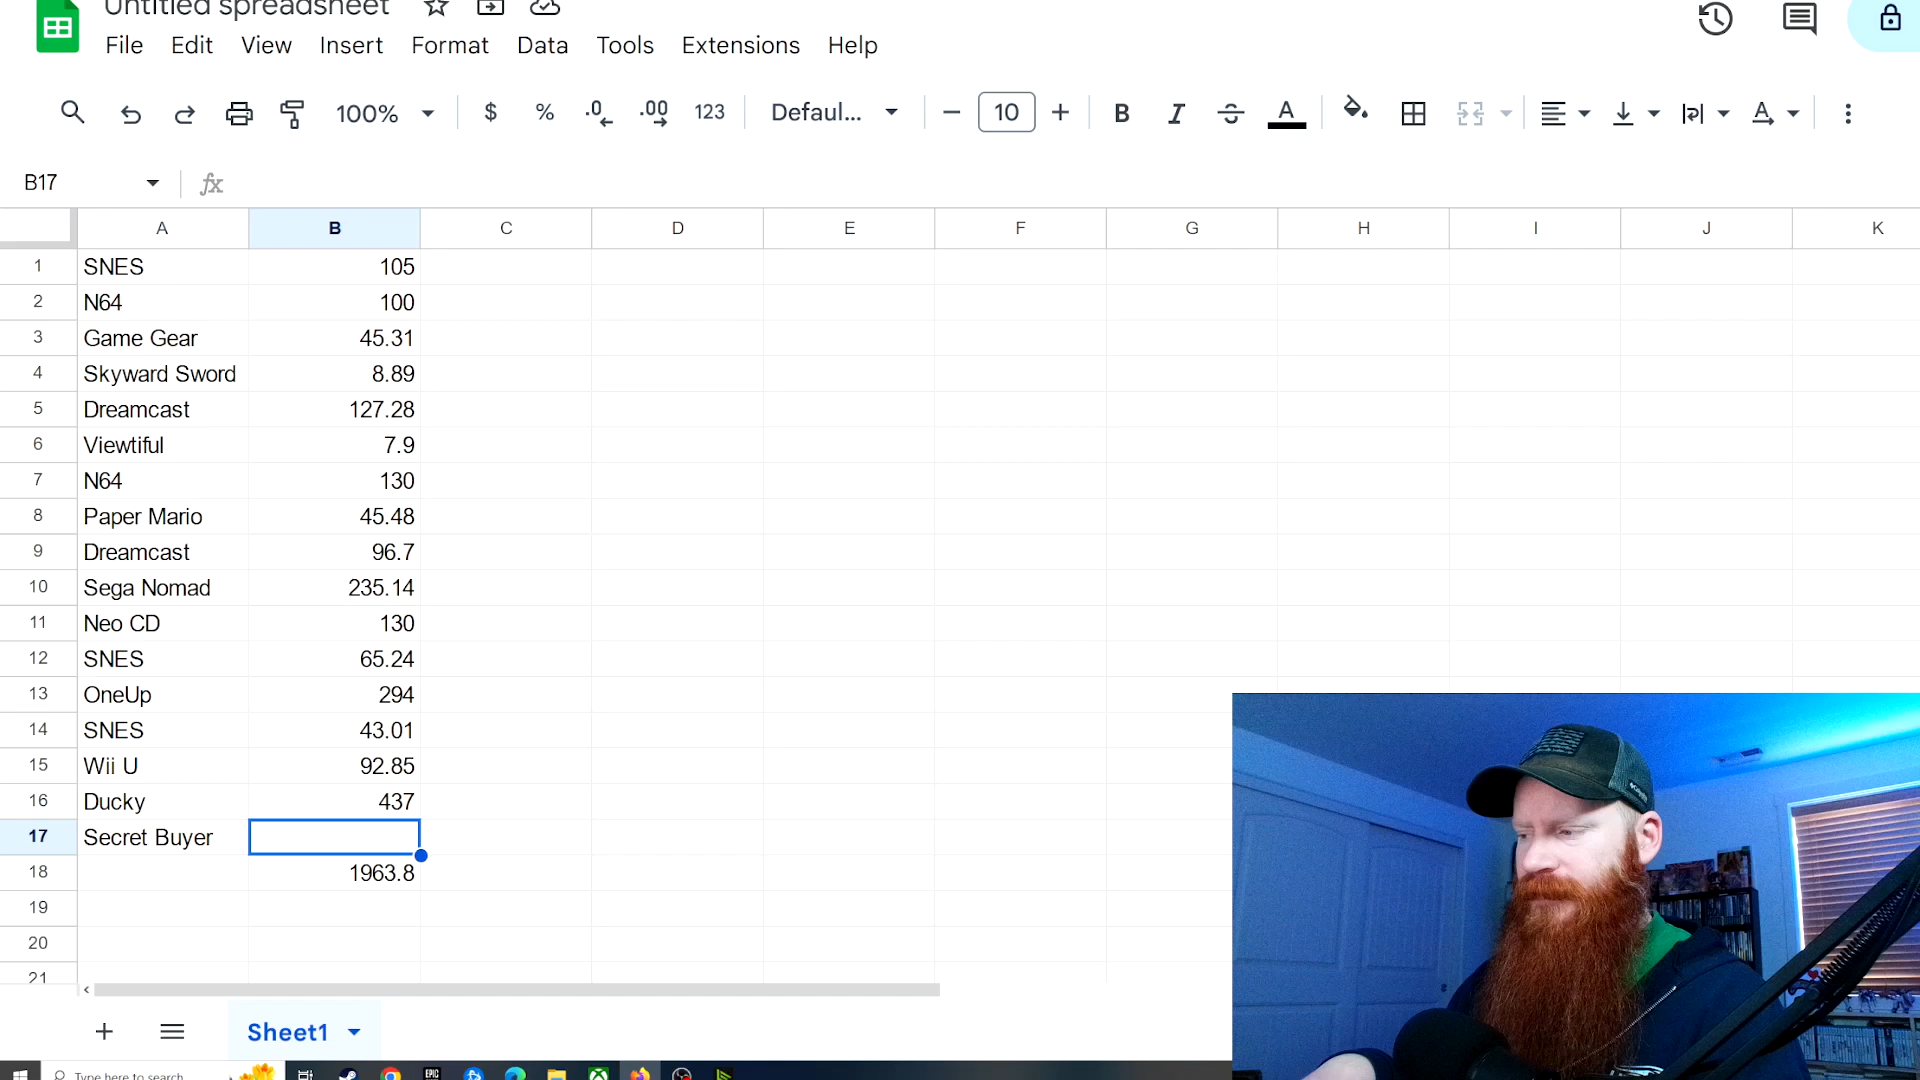 Untitled spreadsheet
File Edit View Insert Format Data Tools Extensions Help
100% $ % .0 .00 123 Defaul... 10 B I A A
B17 fx
A B C D E F G H I J K
1 SNES 105
2 N64 100
3 Game Gear 45.31
4 Skyward Sword 8.89
5 Dreamcast 127.28
6 Viewtiful 7.9
7 N64 130
8 Paper Mario 45.48
9 Dreamcast 96.7
10 Sega Nomad 235.14
11 Neo CD 130
12 SNES 65.24
13 OneUp 294
14 SNES 43.01
15 Wii U 92.85
16 Ducky 437
17 Secret Buyer
18 1963.8
19
20
21
Sheet1
Type here to search
EPIC